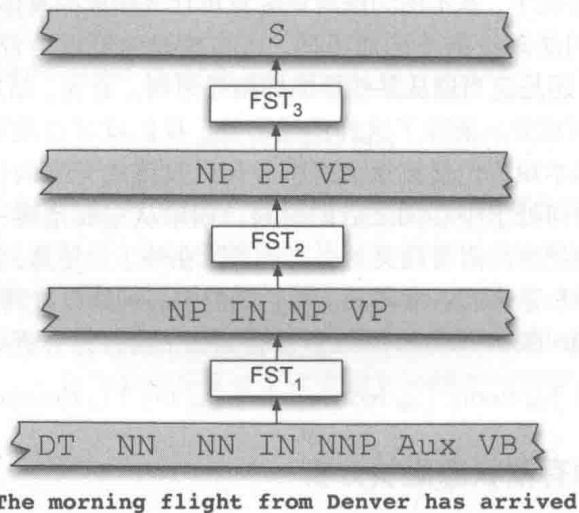 S
FST3
NP PP VP
FST2
NP IN NP VP
FST1
DT NN NN IN NNP Aux VB
The morning flight from Denver has arrived